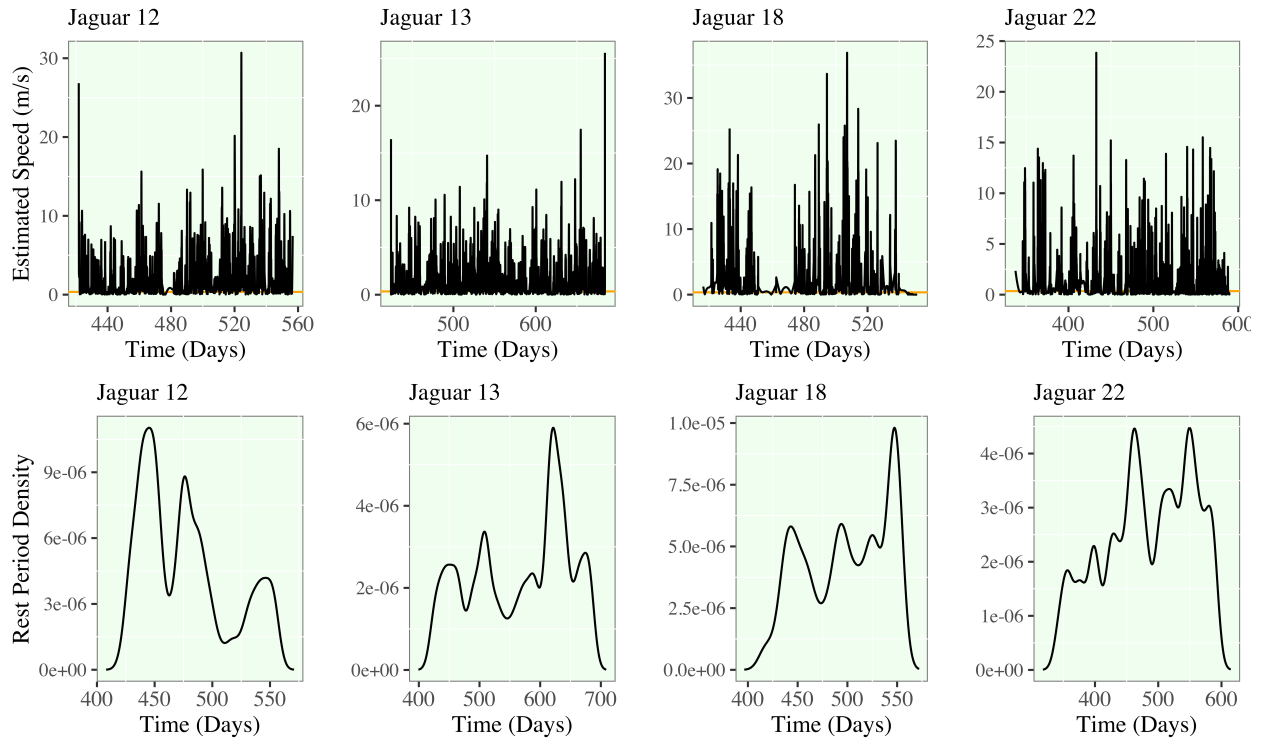 Jaguar 12
Jaguar 13
Jaguar 18
Jaguar 22
Estimated Speed (m/s)
30
20
10
0
440 480 520 560
Time (Days)
20
10
0
500 600
Time (Days)
30
20
10
0
440 480 520
Time (Days)
25
20
15
10
5
0
400 500 600
Time (Days)
Jaguar 12
Jaguar 13
Jaguar 18
Jaguar 22
Rest Period Density
9e-06
6e-06
3e-06
0e+00
400 450 500 550
Time (Days)
6e-06
4e-06
2e-06
0e+00
400 500 600 700
Time (Days)
1.0e-05
7.5e-06
5.0e-06
2.5e-06
0.0e+00
400 450 500 550
Time (Days)
4e-06
3e-06
2e-06
1e-06
0e+00
400 500 600
Time (Days)